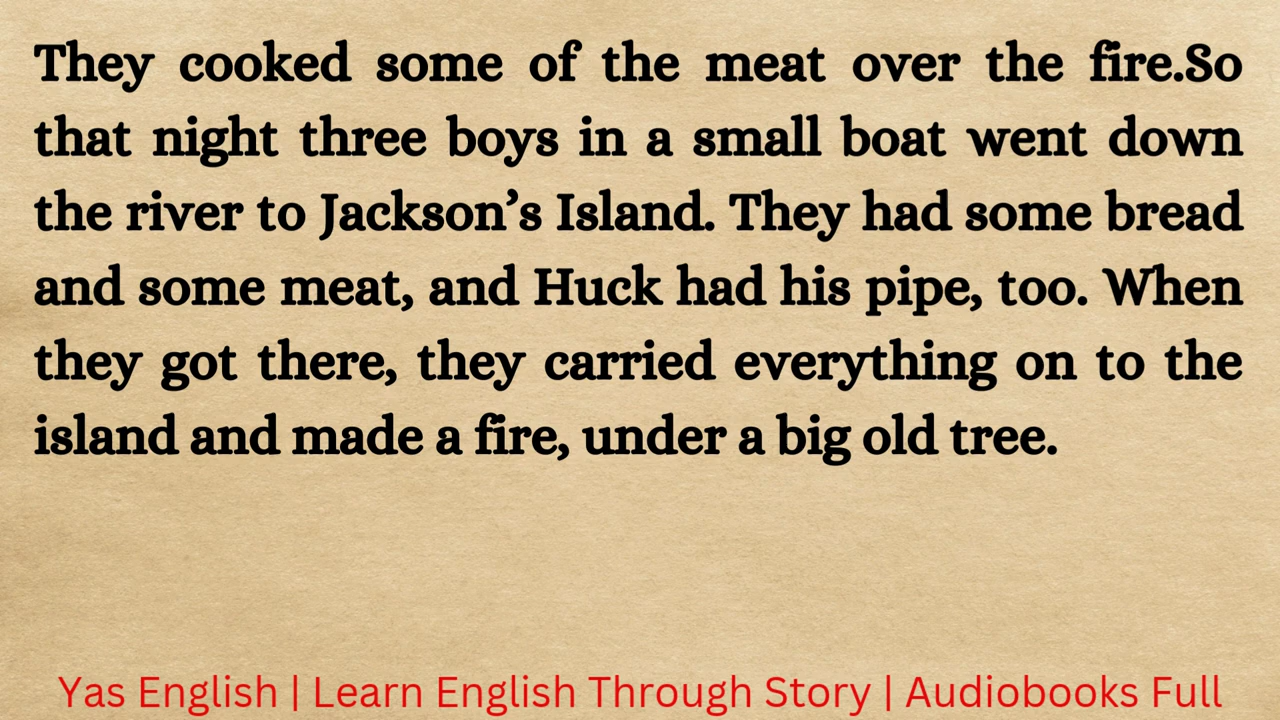 They cooked some of the meat over the fire.So
that night three boys in a small boat went down
the river to Jackson’s Island. They had some bread
and some meat, and Huck had his pipe, too. When
they got there, they carried everything on to the
island and made a fire, under a big old tree.
Yas English | Learn English Through Story | Audiobooks Full